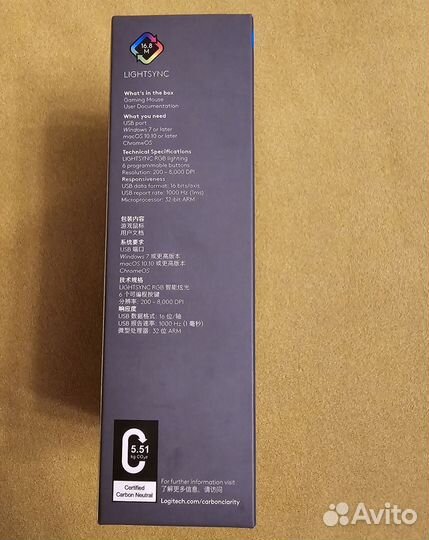 16.8
M
LIGHTSYNC
What's in the box
Gaming Mouse
User Documentation
What you need
USB port
Windows 7 or later
macOS 10.10 or later
ChromeOS
Technical Specifications
LIGHTSYNC RGB lighting
6 programmable buttons
Resolution: 200 – 8,000 DPI
Responsiveness
USB data format: 16 bits/axis
USB report rate: 1000 Hz (1ms)
Microprocessor: 32-bit ARM
包装内容
游戏鼠标
用户文档
系统要求
USB 端口
Windows 7 或更高版本
macOS 10.10 或更高版本
ChromeOS
技术规格
LIGHTSYNC RGB 智能炫光
6 个可编程按键
分辨率: 200 – 8,000 DPI
响应度
USB 数据格式: 16 位/轴
USB 报告速率: 1000 Hz (1 毫秒)
微型处理器: 32 位 ARM
5.51
kg CO₂e
Certified
Carbon Neutral
For further information visit
了解更多信息，请访问
Logitech.com/carbonclarity
Avito